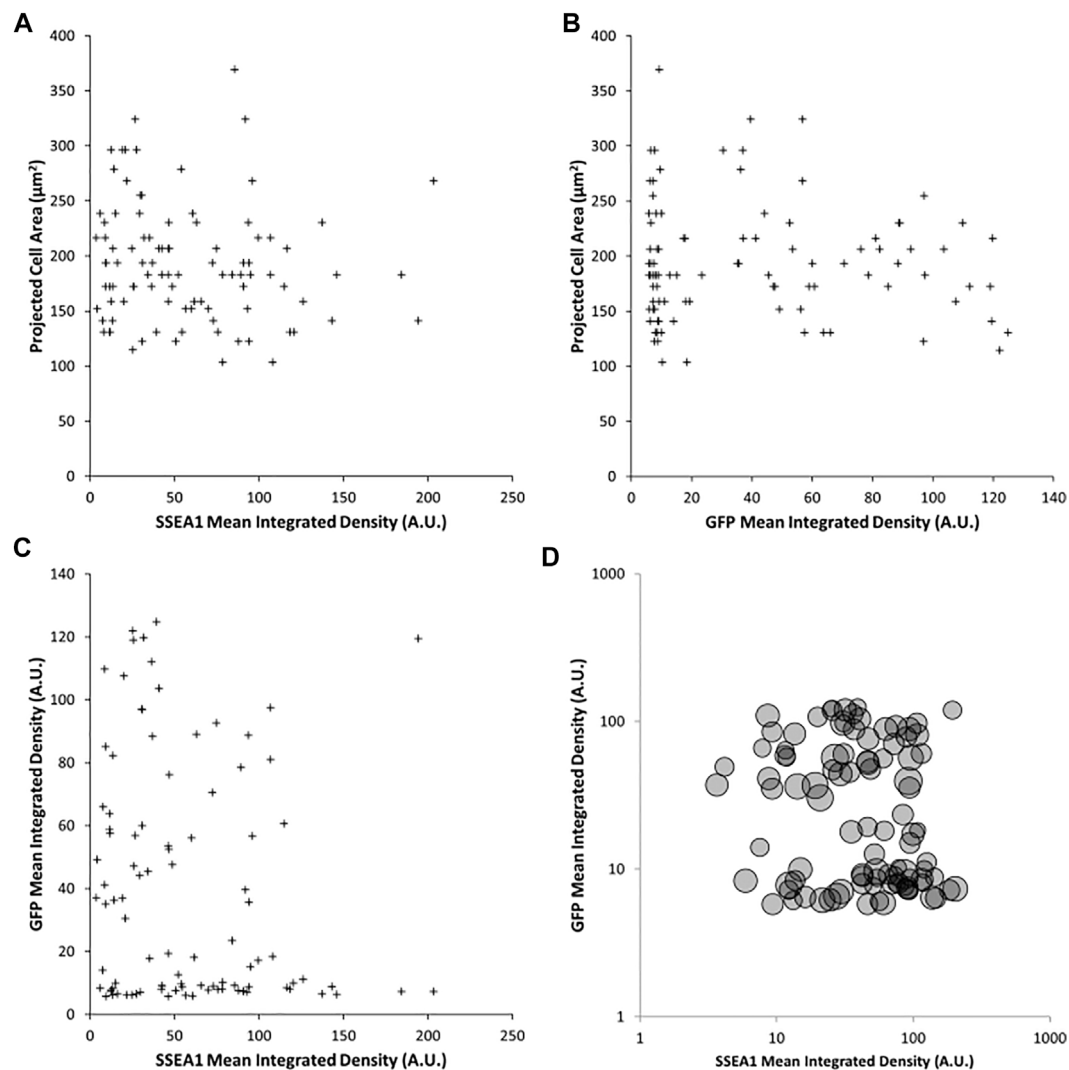 A
400
350
300
250
200
150
100
50
0
Projected Cell Area (µm²)
0 50 100 150 200 250
SSEA1 Mean Integrated Density (A.U.)
B
400
350
300
250
200
150
100
50
0
Projected Cell Area (µm²)
0 20 40 60 80 100 120 140
GFP Mean Integrated Density (A.U.)
C
140
120
100
80
60
40
20
0
GFP Mean Integrated Density (A.U.)
0 50 100 150 200 250
SSEA1 Mean Integrated Density (A.U.)
D
1000
100
10
1
GFP Mean Integrated Density (A.U.)
1 10 100 1000
SSEA1 Mean Integrated Density (A.U.)